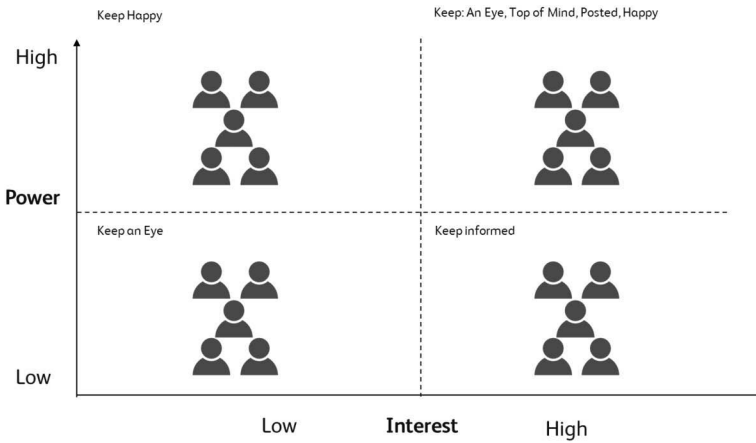 Keep Happy
Keep: An Eye, Top of Mind, Posted, Happy
High
Power
Keep an Eye
Keep informed
Low
Low
Interest
High